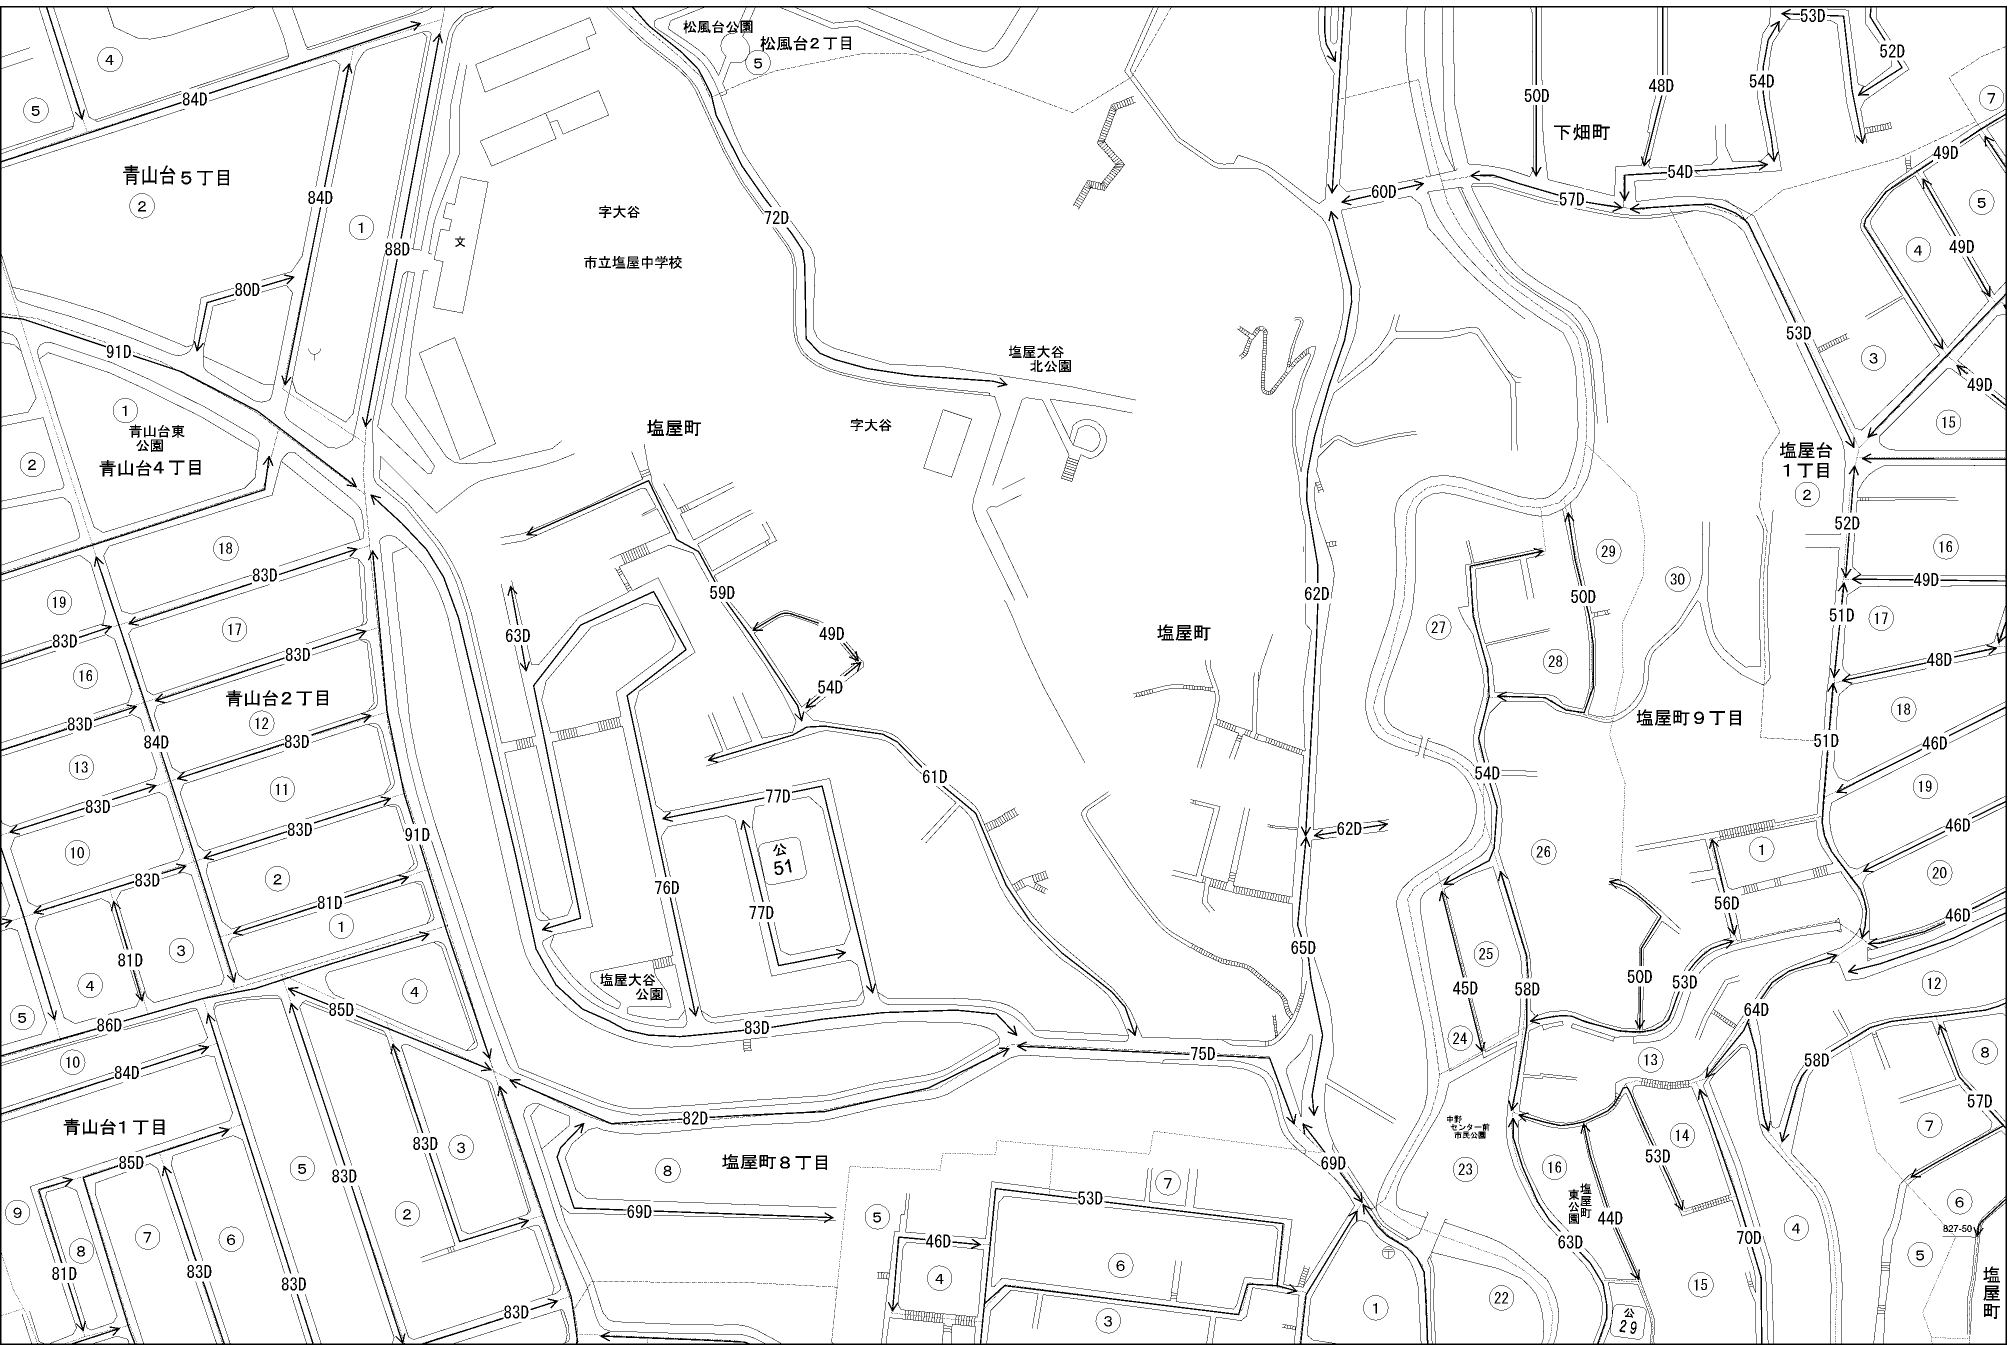 松風台公園
松風台2丁目
5
53D
52D
4
5
84D
54D
48D
50D
7
下畑町
49D
54D
青山台5丁目
2
84D
1
88D
字大谷
72D
60D
57D
5
文
市立塩屋中学校
4
49D
80D
91D
塩屋大谷
北公園
53D
3
49D
1
青山台東
公園
青山台4丁目
2
塩屋町
字大谷
15
塩屋台
1丁目
2
52D
18
29
16
83D
30
49D
19
59D
62D
50D
51D
17
17
83D
63D
49D
塩屋町
27
83D
28
48D
16
青山台2丁目
12
54D
塩屋町9丁目
18
83D
84D
83D
51D
46D
13
61D
54D
11
77D
19
83D
91D
83D
62D
46D
10
公
51
26
1
20
83D
2
76D
81D
77D
56D
46D
1
3
65D
25
81D
4
塩屋大谷
公園
45D
58D
50D
53D
12
4
5
86D
85D
83D
24
64D
10
75D
13
58D
8
84D
57D
青山台1丁目
82D
中野
センター前
市民公園
14
7
83D
3
53D
85D
塩屋町8丁目
8
69D
23
16
5
83D
7
53D
塩屋町
東公園
6
9
2
69D
5
44D
4
827-50
7
6
46D
63D
70D
5
8
81D
83D
83D
4
6
15
塩屋町
22
83D
1
3
公
29